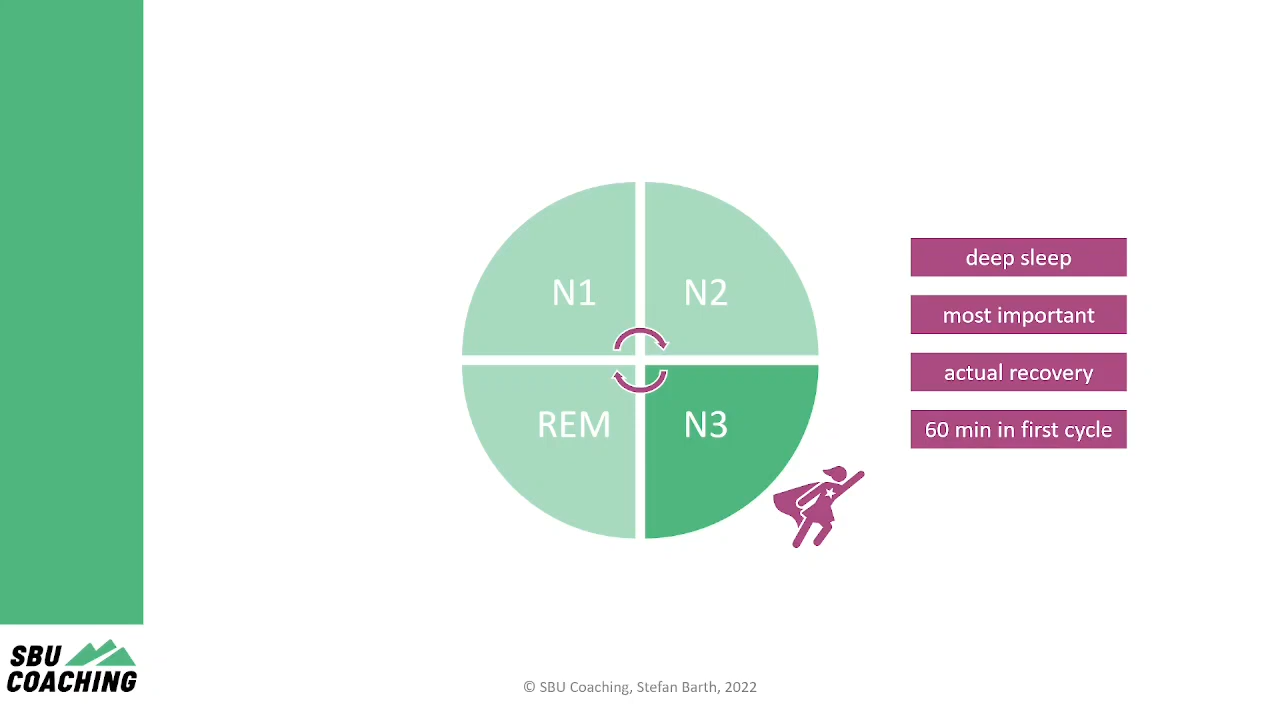 N1
N2
REM
N3
deep sleep
most important
actual recovery
60 min in first cycle
SBU
COACHING
© SBU Coaching, Stefan Barth, 2022